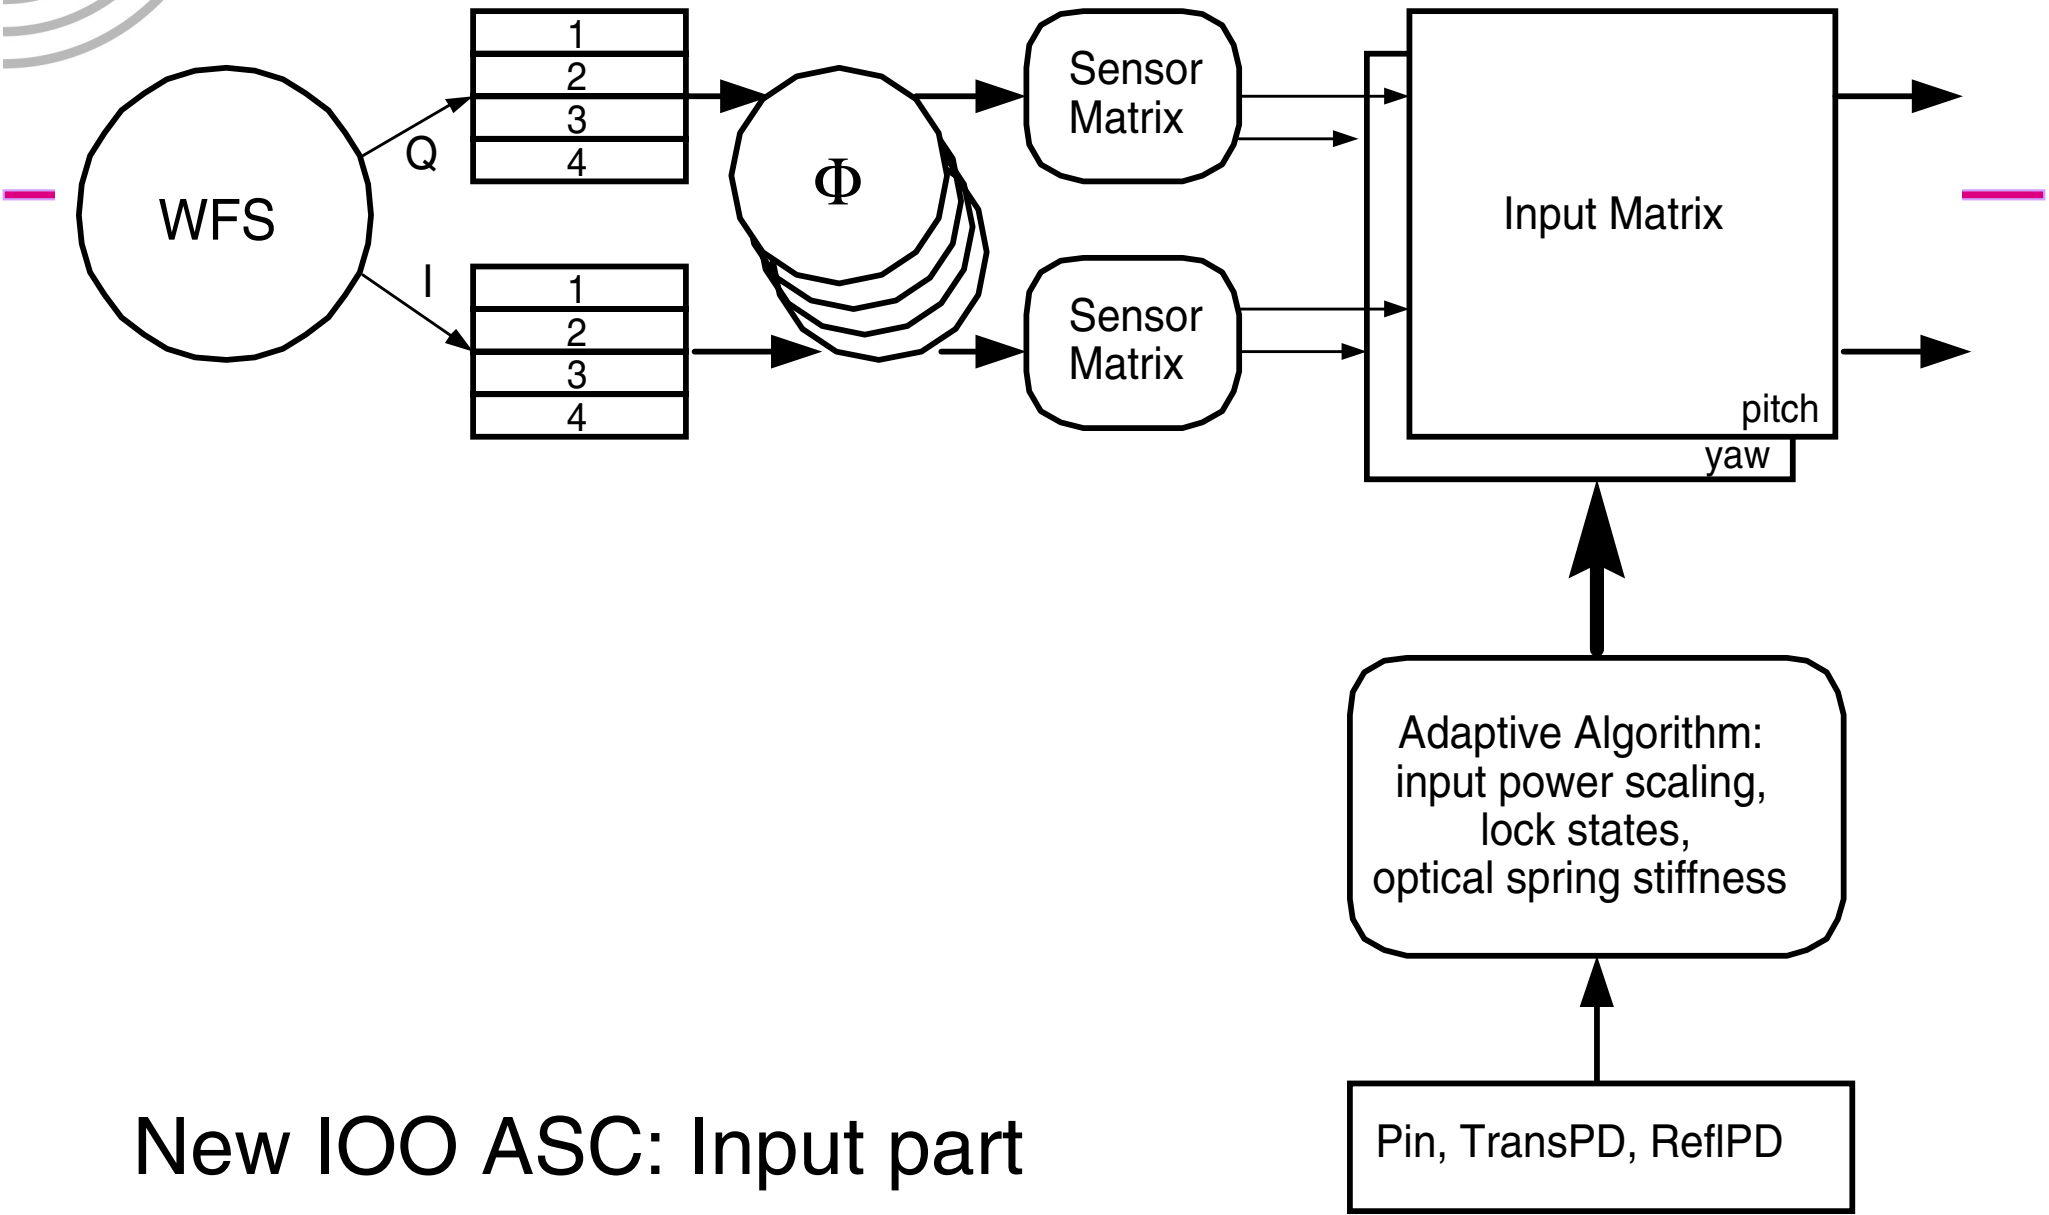 WFS
Q
I
1
2
3
4
1
2
3
4
Φ
Sensor
Matrix
Sensor
Matrix
Input Matrix
pitch
yaw
Adaptive Algorithm:
input power scaling,
lock states,
optical spring stiffness
Pin, TransPD, ReflPD
New IOO ASC: Input part